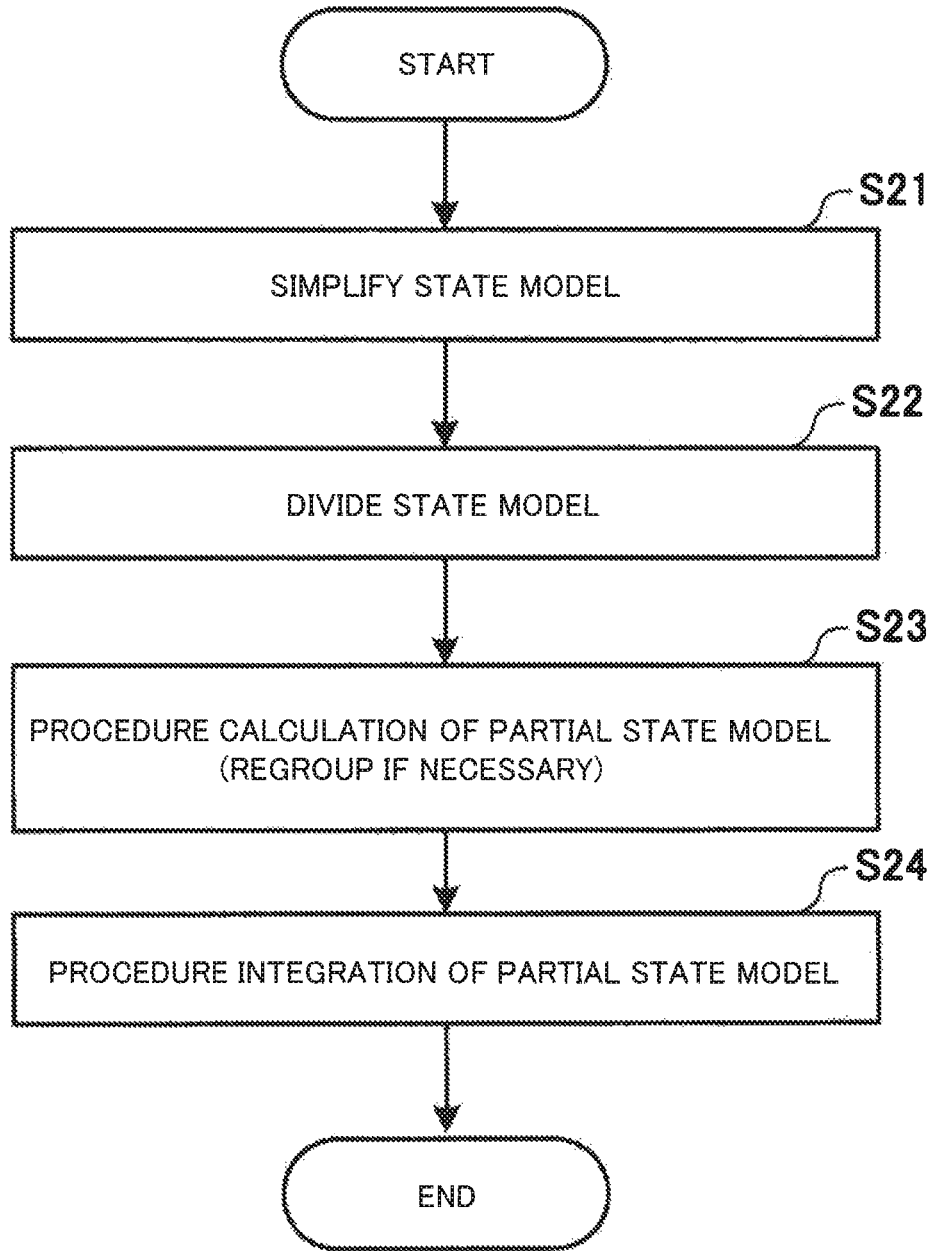 START
S21
SIMPLIFY STATE MODEL
S22
DIVIDE STATE MODEL
S23
PROCEDURE CALCULATION OF PARTIAL STATE MODEL
(REGROUP IF NECESSARY)
S24
PROCEDURE INTEGRATION OF PARTIAL STATE MODEL
END